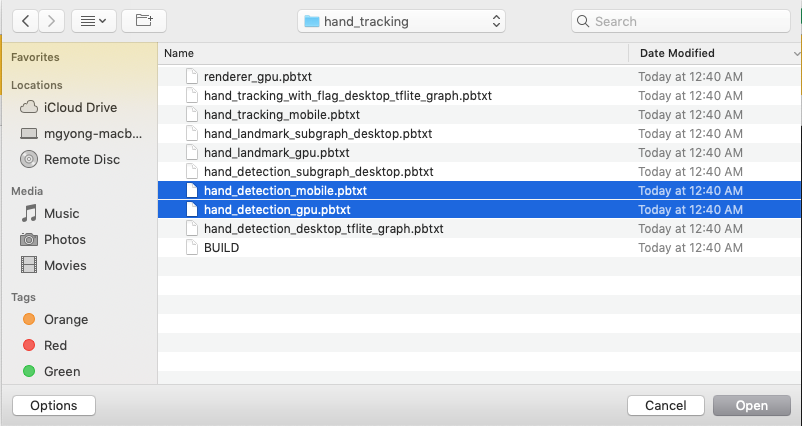 hand_tracking
Search
Favorites
Locations
iCloud Drive
mgyong-macb...
Remote Disc
Media
Music
Photos
Movies
Tags
Orange
Red
Green
Name
Date Modified
renderer_gpu.pbtxt
Today at 12:40 AM
hand_tracking_with_flag_desktop_tflite_graph.pbtxt
Today at 12:40 AM
hand_tracking_mobile.pbtxt
Today at 12:40 AM
hand_landmark_subgraph_desktop.pbtxt
Today at 12:40 AM
hand_landmark_gpu.pbtxt
Today at 12:40 AM
hand_detection_subgraph_desktop.pbtxt
Today at 12:40 AM
hand_detection_mobile.pbtxt
Today at 12:40 AM
hand_detection_gpu.pbtxt
Today at 12:40 AM
hand_detection_desktop_tflite_graph.pbtxt
Today at 12:40 AM
BUILD
Today at 12:40 AM
Options
Cancel
Open